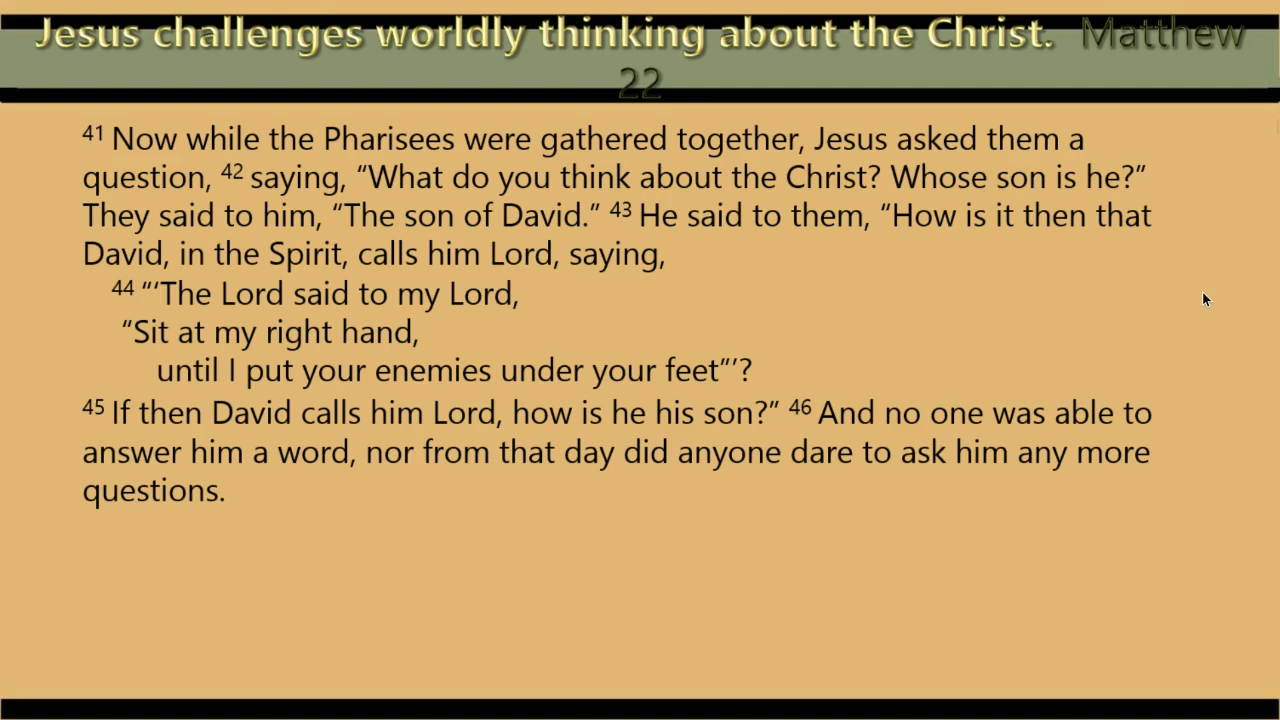 Jesus challenges worldly thinking about the Christ. Matthew
22
41 Now while the Pharisees were gathered together, Jesus asked them a
question, 42 saying, “What do you think about the Christ? Whose son is he?”
They said to him, “The son of David.” 43 He said to them, “How is it then that
David, in the Spirit, calls him Lord, saying,
44 “‘The Lord said to my Lord,
“Sit at my right hand,
until I put your enemies under your feet”’?
45 If then David calls him Lord, how is he his son?” 46 And no one was able to
answer him a word, nor from that day did anyone dare to ask him any more
questions.